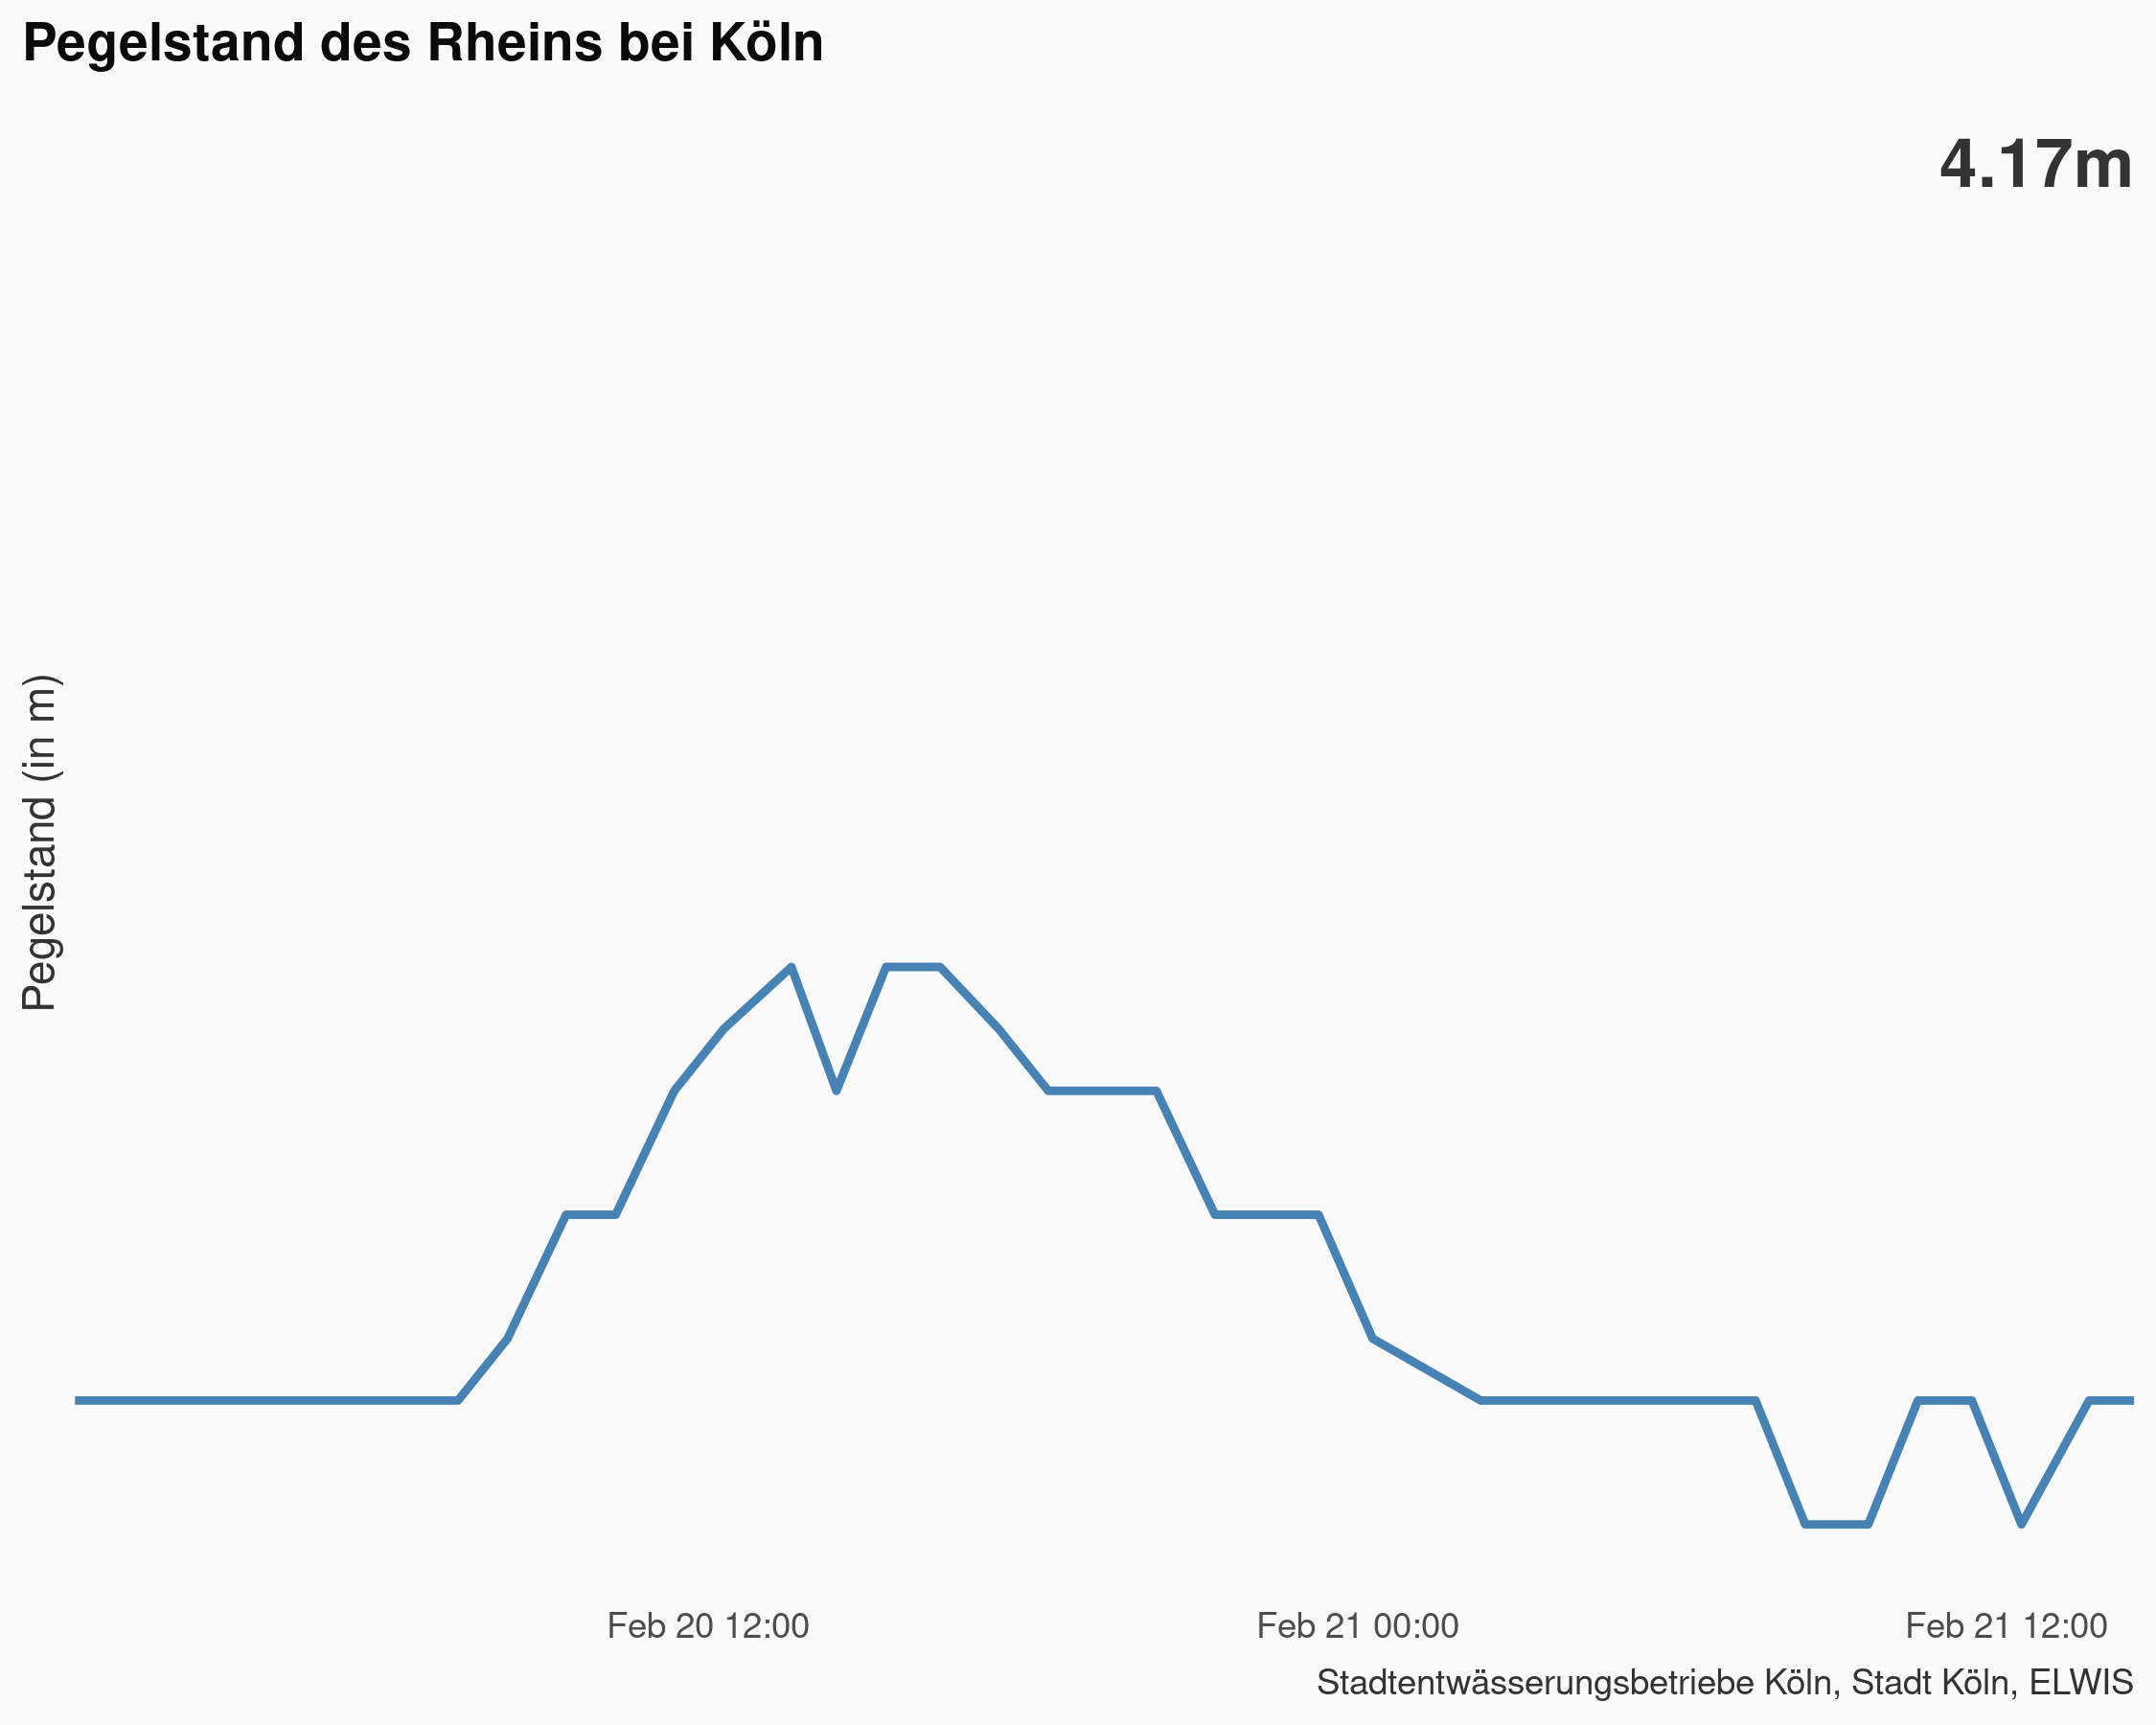 Pegelstand des Rheins bei Köln
4.17m
Pegelstand (in m)
Feb 20 12:00
Feb 21 00:00
Feb 21 12:00
Stadtentwässerungsbetriebe Köln, Stadt Köln, ELWIS